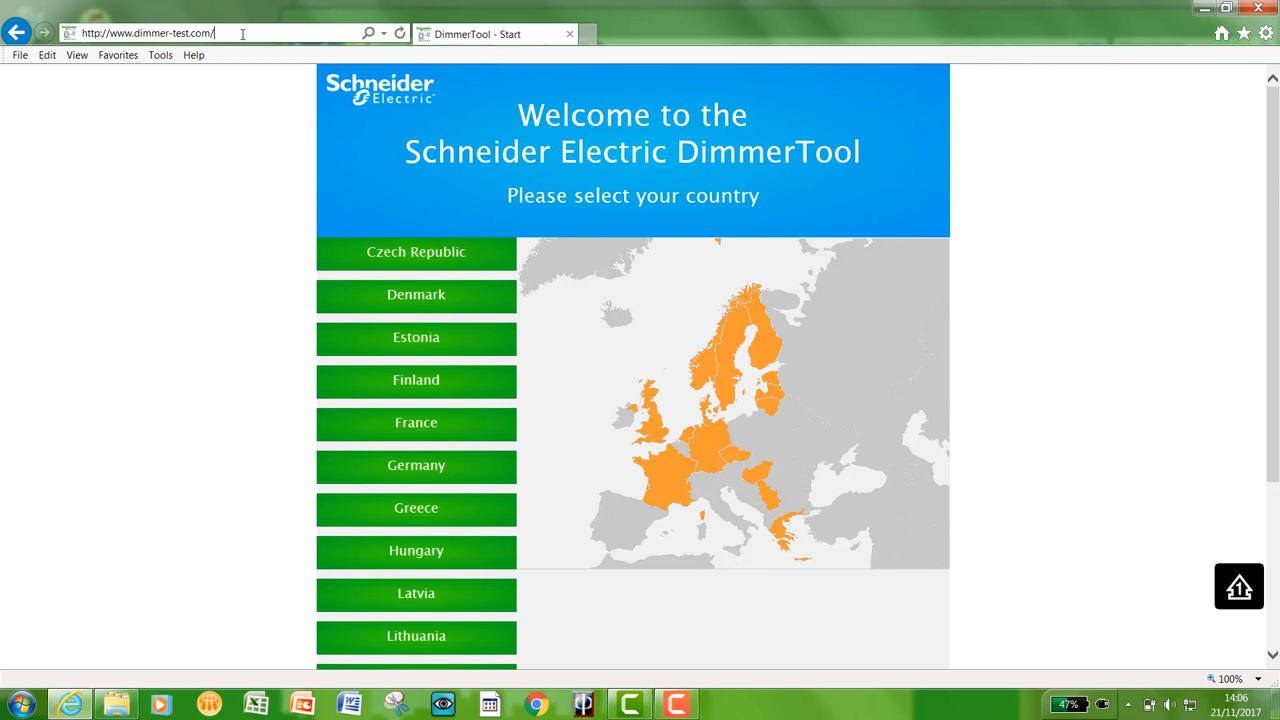 http://www.dimmer-test.com/
DimmerTool - Start
File Edit View Favorites Tools Help
Schneider
Electric™
Welcome to the
Schneider Electric DimmerTool
Please select your country
Czech Republic
Denmark
Estonia
Finland
France
Germany
Greece
Hungary
Latvia
Lithuania
1
100%
47%
14:06
21/11/2017